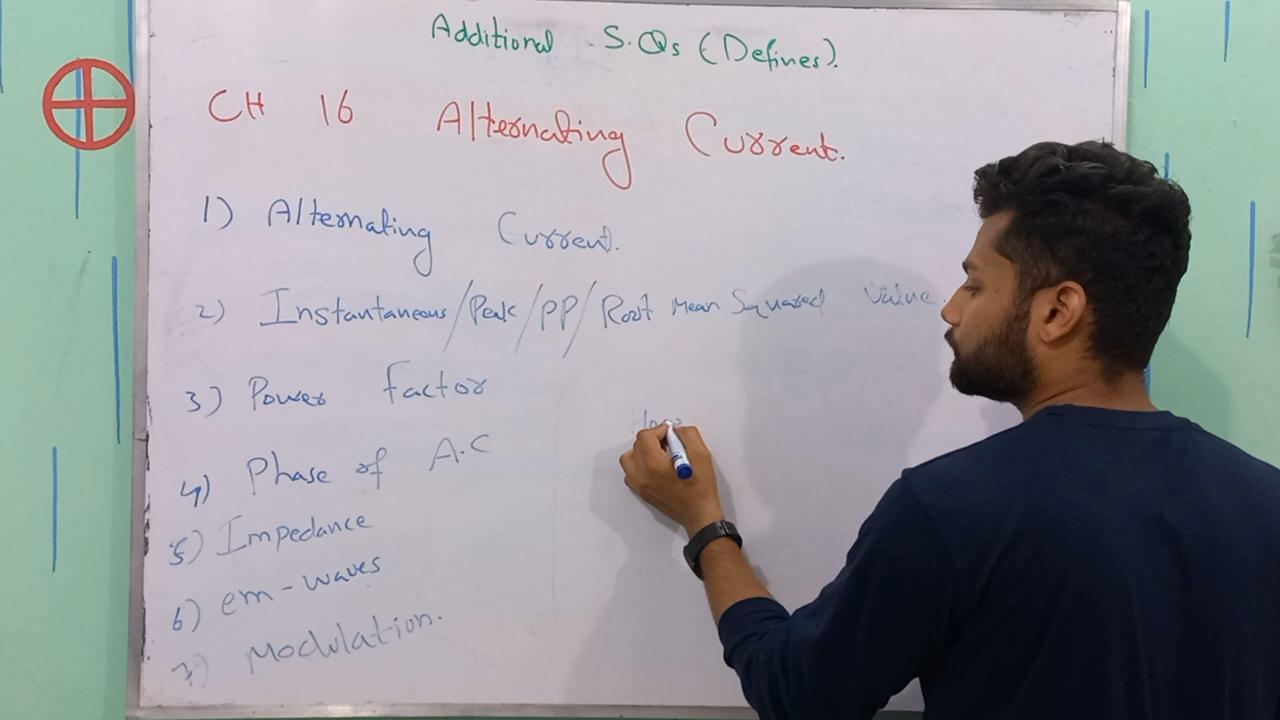 Additional S.Qs (Defines).
CH 16 Alternating Current.
1) Alternating Current.
2) Instantaneous/Peak/PP/Root Mean Squared Value.
3) Power factor
4) Phase of A.C
5) Impedance
6) em-waves
7) Modulation.